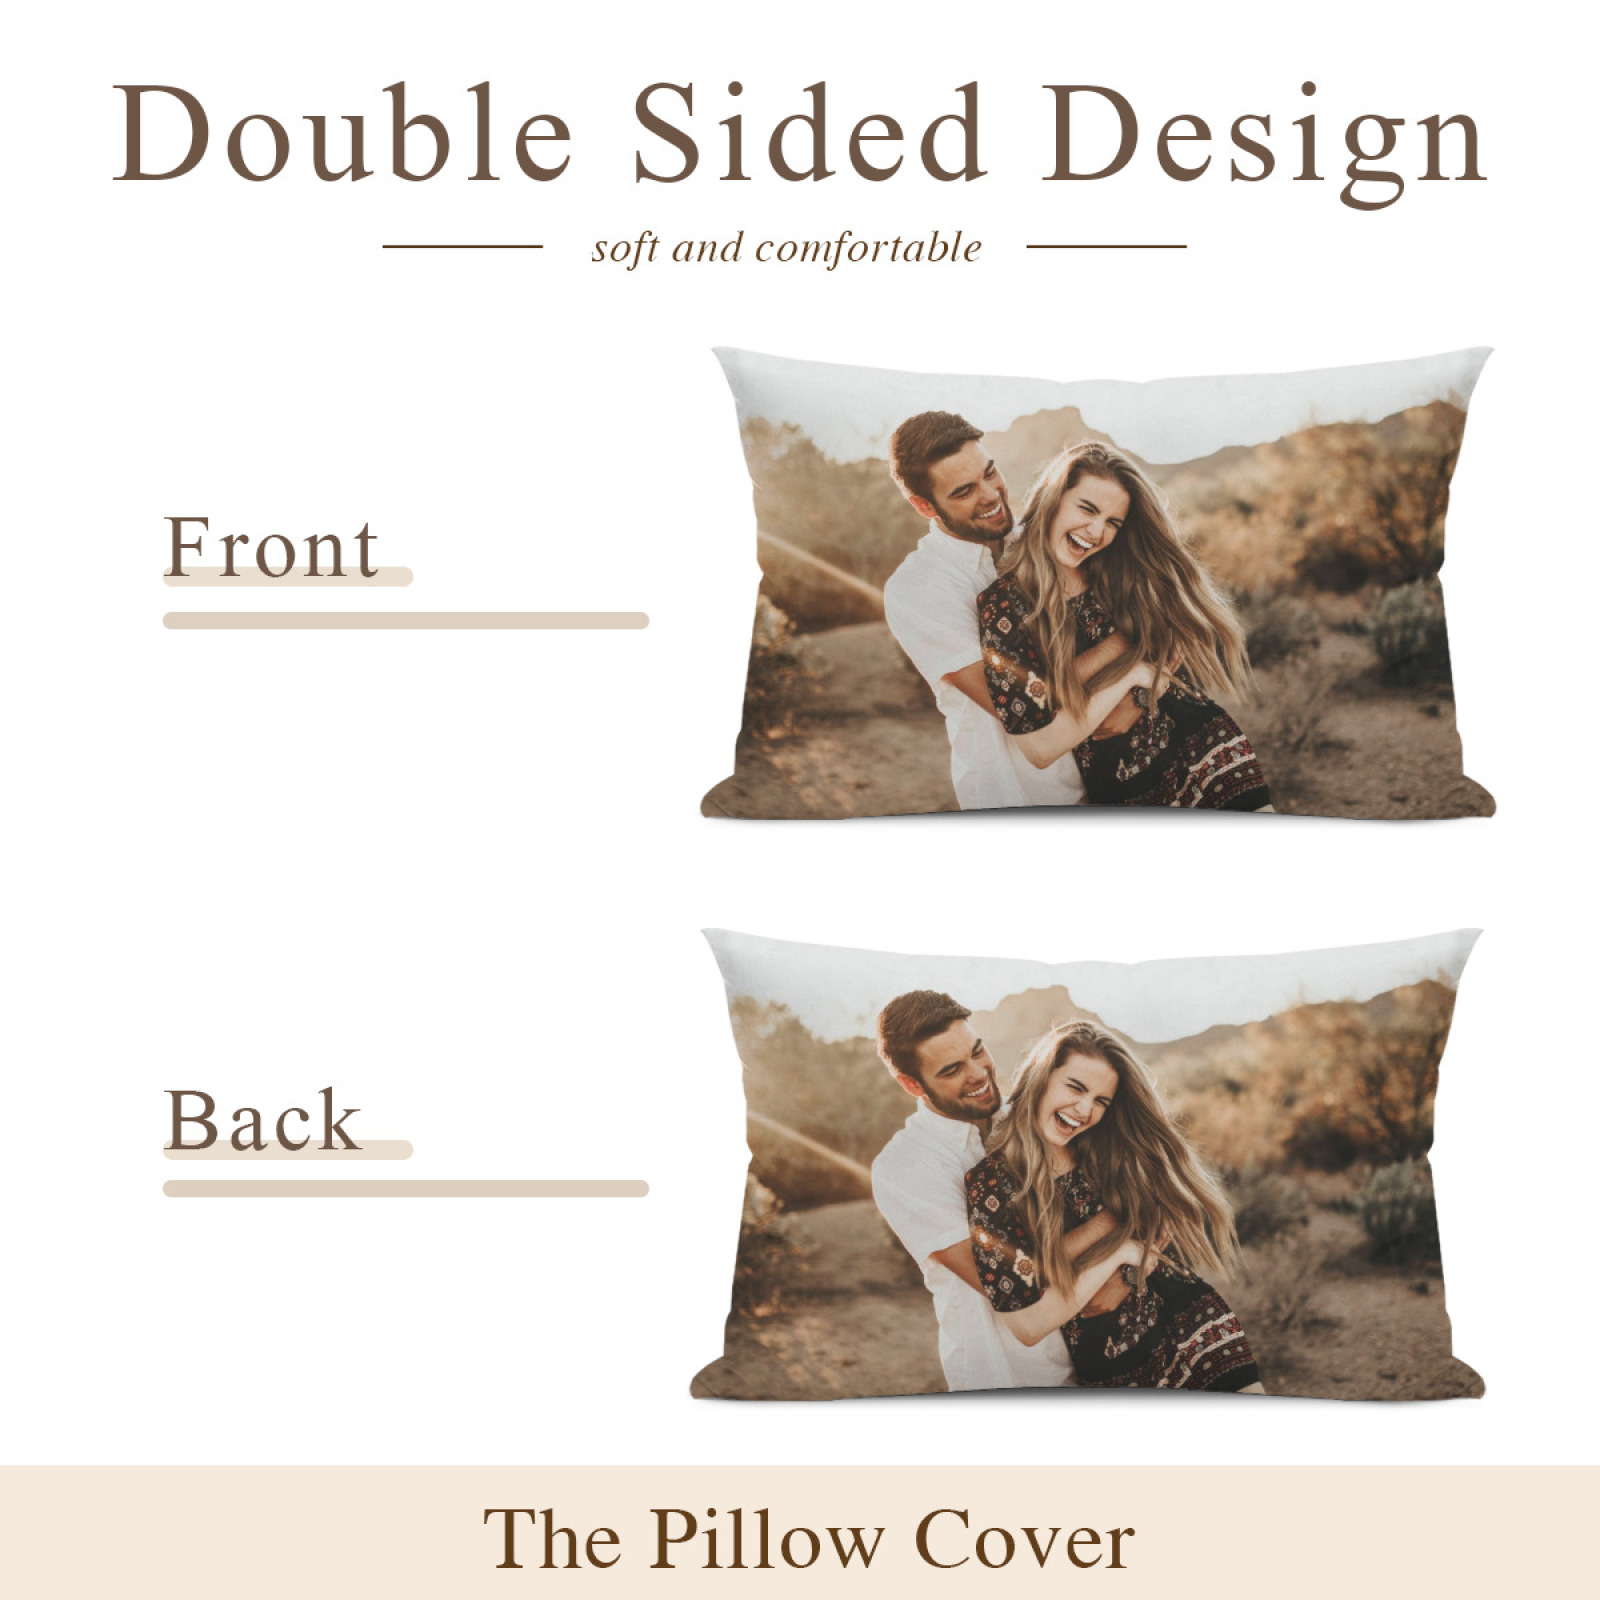 Double Sided Design
soft and comfortable
Front
Back
The Pillow Cover